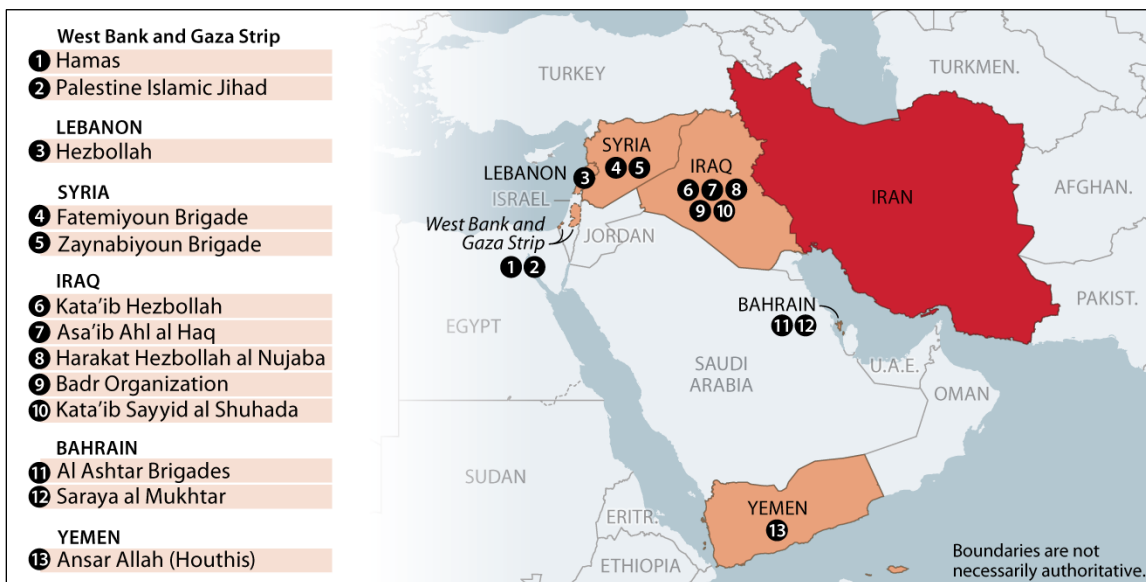 West Bank and Gaza Strip
1 Hamas
2 Palestine Islamic Jihad
LEBANON
3 Hezbollah
SYRIA
4 Fatemiyoun Brigade
5 Zaynabiyoun Brigade
IRAQ
6 Kata’ib Hezbollah
7 Asa’ib Ahl al Haq
8 Harakat Hezbollah al Nujaba
9 Badr Organization
10 Kata’ib Sayyid al Shuhada
BAHRAIN
11 Al Ashtar Brigades
12 Saraya al Mukhtar
YEMEN
13 Ansar Allah (Houthis)
TURKEY
TURKMEN.
SYRIA
4 5
LEBANON
3
IRAQ
6 7 8
9 10
IRAN
AFGHAN.
ISRAEL
West Bank and
Gaza Strip
1 2
JORDAN
PAKIST.
BAHRAIN
11 12
EGYPT
SAUDI
ARABIA
U.A.E.
OMAN
SUDAN
YEMEN
13
ERITR.
ETHIOPIA
Boundaries are not
necessarily authoritative.